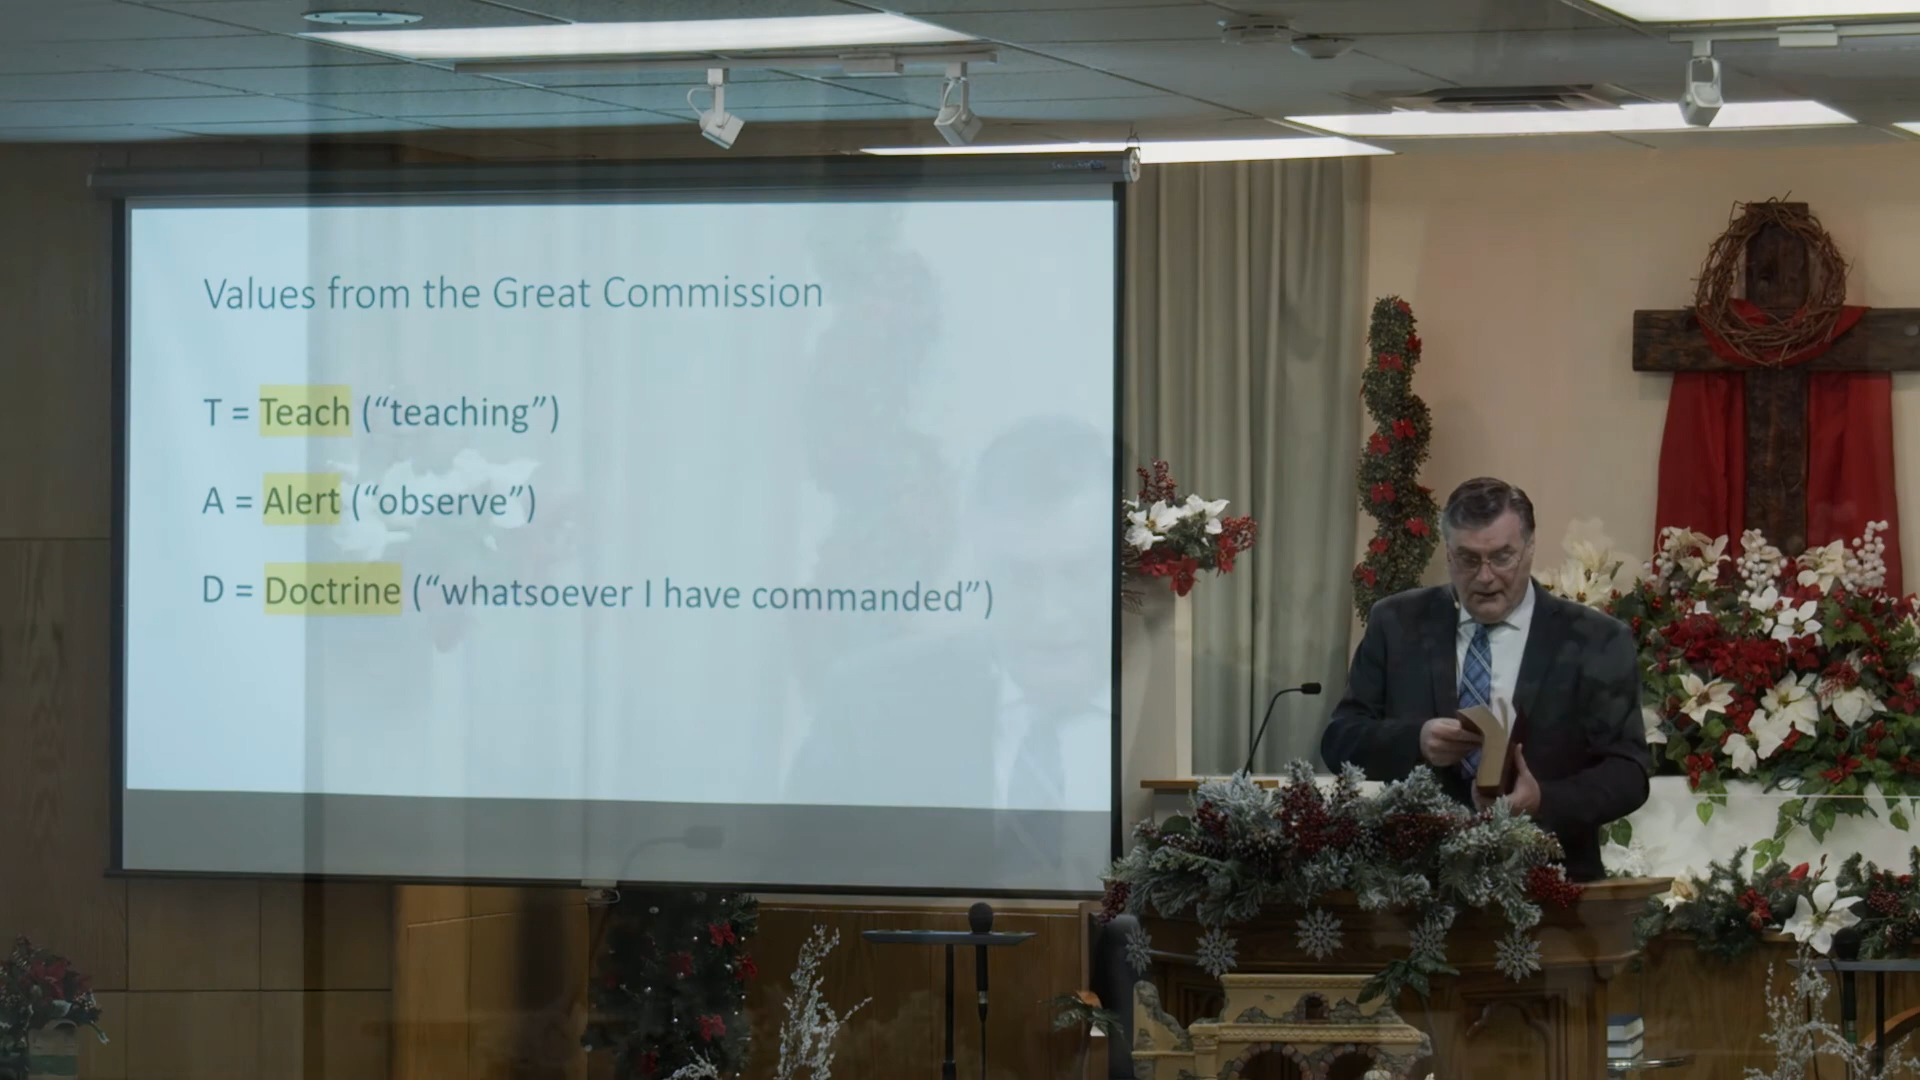 Values from the Great Commission
T = Teach (“teaching”)
A = Alert (“observe”)
D = Doctrine (“whatsoever I have commanded”)